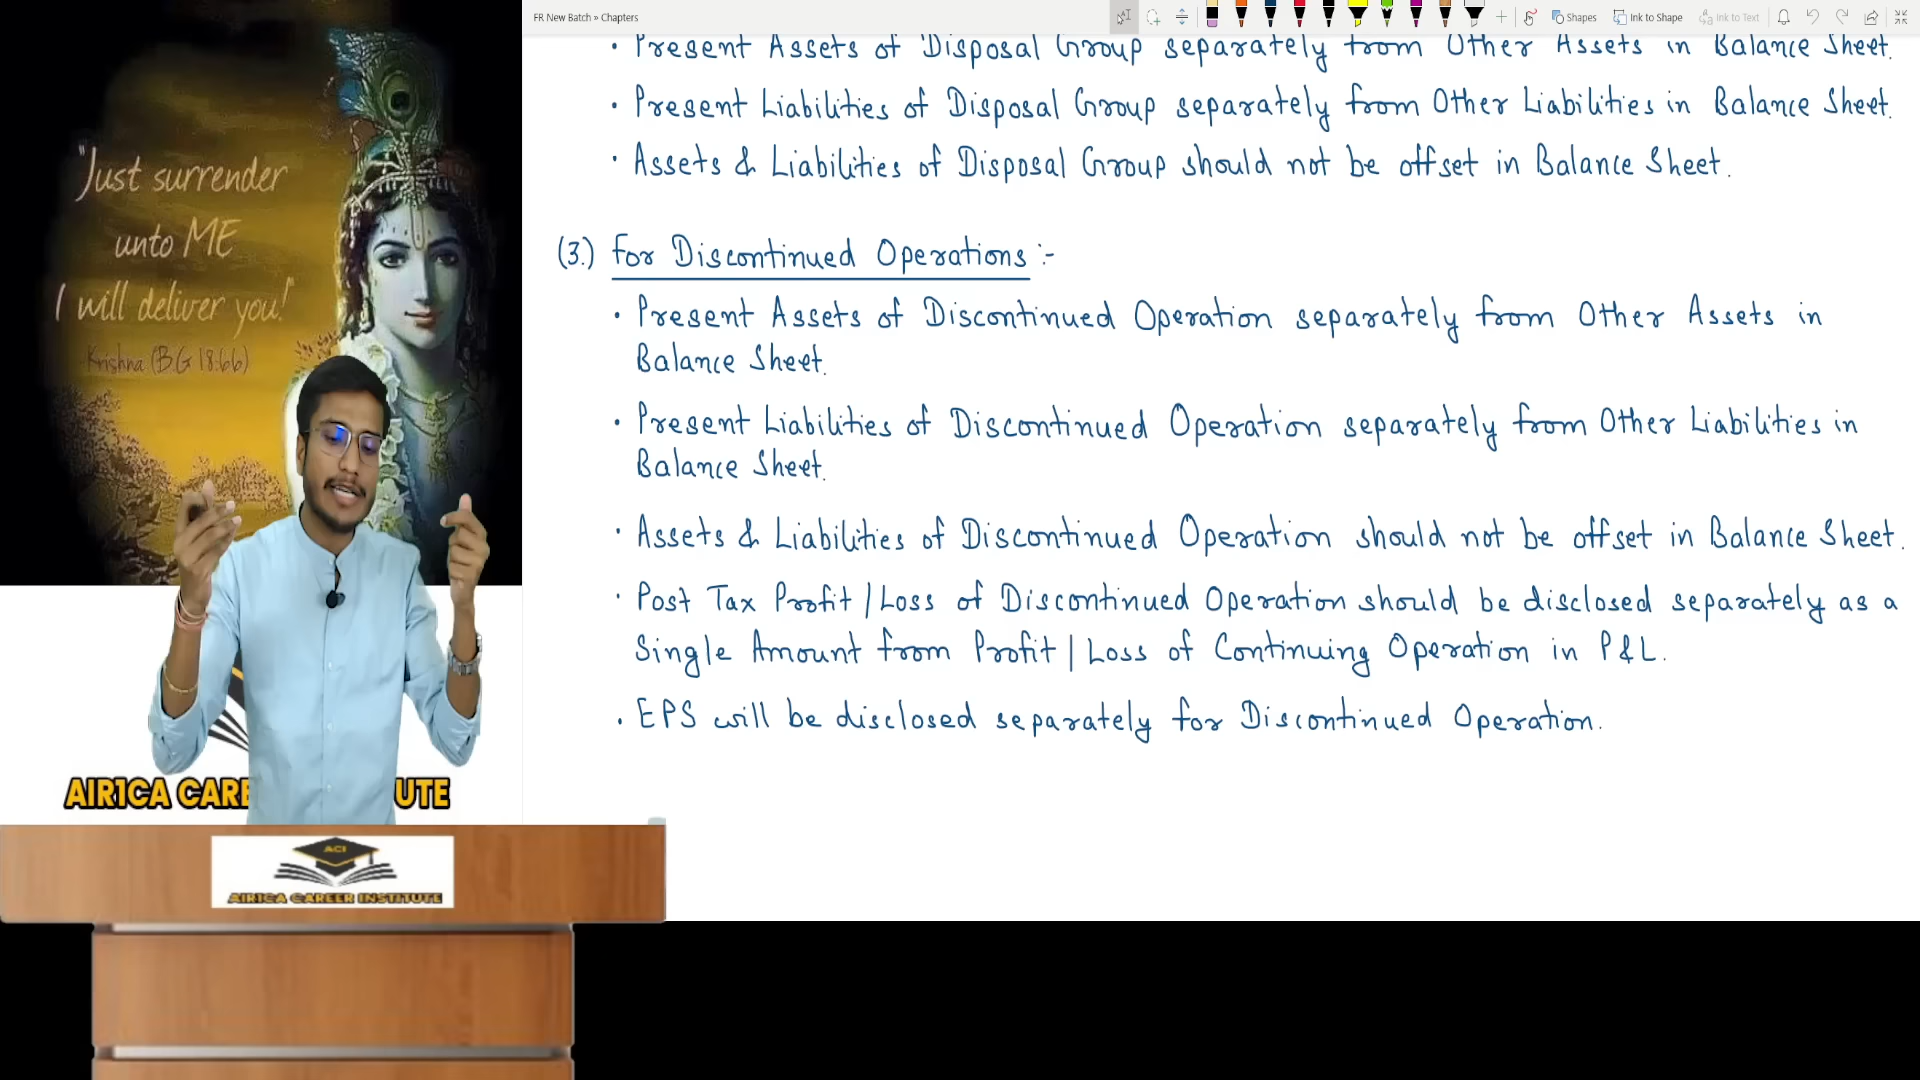 FR New Batch » Chapters
Shapes
Ink to Shape
Ink to Text
• Present Assets of Disposal Group separately from Other Assets in Balance Sheet.
• Present Liabilities of Disposal Group separately from Other Liabilities in Balance Sheet.
• Assets & Liabilities of Disposal Group should not be offset in Balance Sheet.
(3.) For Discontinued Operations :-
• Present Assets of Discontinued Operation separately from Other Assets in
Balance Sheet.
• Present Liabilities of Discontinued Operation separately from Other Liabilities in
Balance Sheet.
• Assets & Liabilities of Discontinued Operation should not be offset in Balance Sheet.
• Post Tax Profit | Loss of Discontinued Operation should be disclosed separately as a
Single Amount from Profit | Loss of Continuing Operation in P&L.
• EPS will be disclosed separately for Discontinued Operation.
"Just surrender
unto ME
I will deliver you!"
Krishna (B.G 18:66)
AIR1CA CARE UTE
ACI
AIR1CA CAREER INSTITUTE